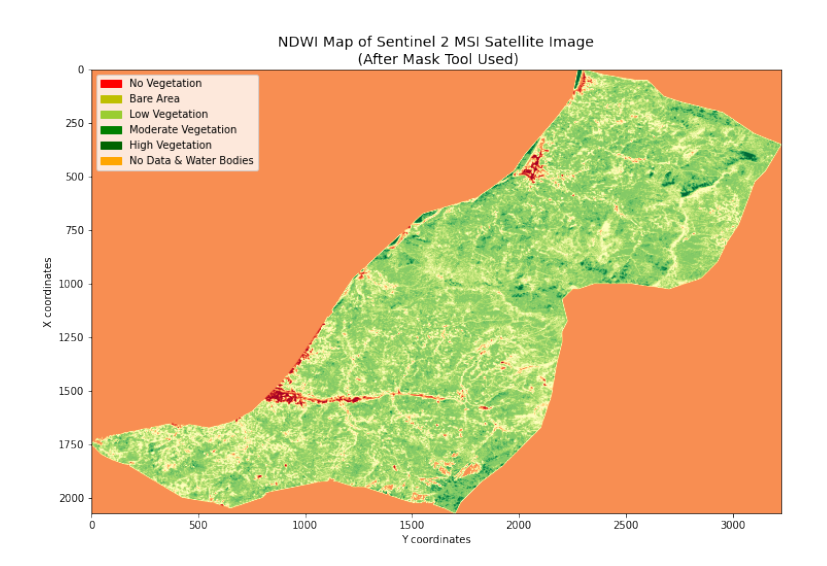 NDWI Map of Sentinel 2 MSI Satellite Image
(After Mask Tool Used)
No Vegetation
Bare Area
Low Vegetation
Moderate Vegetation
High Vegetation
No Data & Water Bodies
X coordinates
0
250
500
750
1000
1250
1500
1750
2000
0
500
1000
1500
2000
2500
3000
Y coordinates